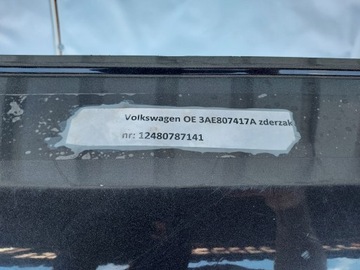 Volkswagen OE 3AE807417A zderzak
nr: 12480787141